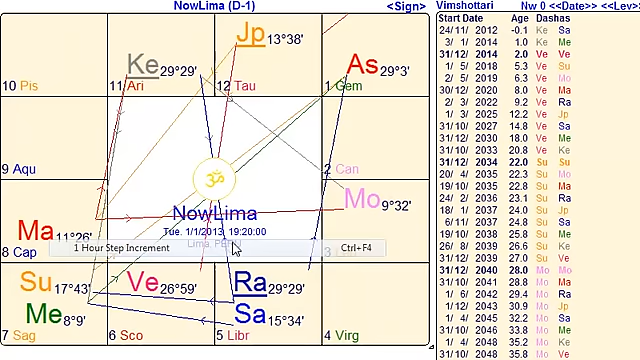 NowLima (D-1) <Sign>
Jp 13°38'
Ke 29°29'
As 29°3'
10 Pis 11 Ari 12 Tau 1 Gem
ॐ
9 Aqu 2 Can
Mo 9°32'
NowLima
Tue. 1/1/2013, 19:20:00
Lima, PERU
Ma 11°26'
1 Hour Step Increment Ctrl+F4
8 Cap 3
Su 17°43' Ve 26°59' Ra 29°29'
Me 8°9' Sa 15°34'
7 Sag 6 Sco 5 Libr 4 Virg
Vimshottari Nw 0 <<Date>> <<Lev>
Start Date Age Dashas
24/ 11/ 2012 -0.1 Ke Sa
3/ 1/ 2014 1.0 Ke Me
31/12/ 2014 2.0 Ve Ve
1/ 5/ 2018 5.3 Ve Su
2/ 5/ 2019 6.3 Ve Mo
30/12/ 2020 8.0 Ve Ma
2/ 3/ 2022 9.2 Ve Ra
1/ 3/ 2025 12.2 Ve Jp
31/10/ 2027 14.8 Ve Sa
31/12/ 2030 18.0 Ve Me
31/10/ 2033 20.8 Ve Ke
31/12/ 2034 22.0 Su Su
20/ 4/ 2035 22.3 Su Mo
19/10/ 2035 22.8 Su Ma
24/ 2/ 2036 23.1 Su Ra
18/ 1/ 2037 24.0 Su Jp
6/11/ 2037 24.8 Su Sa
19/10/ 2038 25.8 Su Me
26/ 8/ 2039 26.6 Su Ke
31/12/ 2039 27.0 Su Ve
31/12/ 2040 28.0 Mo Mo
31/10/ 2041 28.8 Mo Ma
1/ 6/ 2042 29.4 Mo Ra
1/12/ 2043 30.9 Mo Jp
1/ 4/ 2045 32.2 Mo Sa
31/10/ 2046 33.8 Mo Me
1/ 4/ 2048 35.2 Mo Ke
31/10/ 2048 35.8 Mo Ve